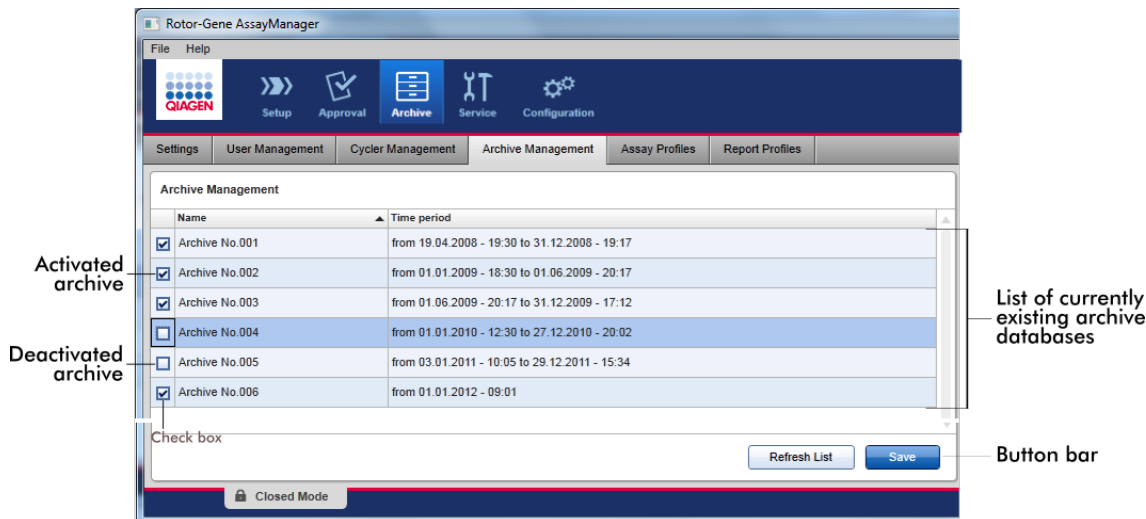 Rotor-Gene AssayManager
File Help
QIAGEN
Setup Approval Archive Service Configuration
Settings User Management Cycler Management Archive Management Assay Profiles Report Profiles
Archive Management
Name Time period
Archive No.001 from 19.04.2008 - 19:30 to 31.12.2008 - 19:17
Archive No.002 from 01.01.2009 - 18:30 to 01.06.2009 - 20:17
Archive No.003 from 01.06.2009 - 20:17 to 31.12.2009 - 17:12
Archive No.004 from 01.01.2010 - 12:30 to 27.12.2010 - 20:02
Archive No.005 from 03.01.2011 - 10:05 to 29.12.2011 - 15:34
Archive No.006 from 01.01.2012 - 09:01
Activated
archive
Deactivated
archive
Check box
List of currently
existing archive
databases
Refresh List Save
Button bar
Closed Mode